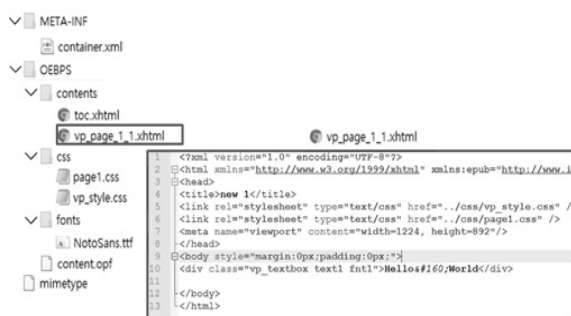 META-INF
container.xml
OEBPS
contents
toc.xhtml
vp_page_1_1.xhtml
css
page1.css
vp_style.css
fonts
NotoSans.ttf
content.opf
mimetype
vp_page_1_1.xhtml
1 <?xml version="1.0" encoding="UTF-8"?>
2 <html xmlns="http://www.w3.org/1999/xhtml" xmlns:epub="http://www.i
3 <head>
4 <title>new 1</title>
5 <link rel="stylesheet" type="text/css" href="../css/vp_style.css" /
6 <link rel="stylesheet" type="text/css" href="../css/page1.css" />
7 <meta name="viewport" content="width=1224, height=892"/>
8 </head>
9 <body style="margin:0px;padding:0px;">
10 <div class="vp_textbox text1 fnt1">Hello&#160;World</div>
11
12 </body>
13 </html>